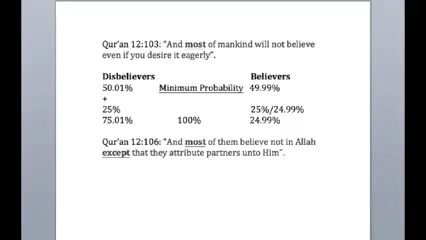 Qur'an 12:103: "And most of mankind will not believe
even if you desire it eagerly".
Disbelievers Believers
50.01% Minimum Probability 49.99%
+
25% 25%/24.99%
75.01% 100% 24.99%
Qur'an 12:106: "And most of them believe not in Allah
except that they attribute partners unto Him".